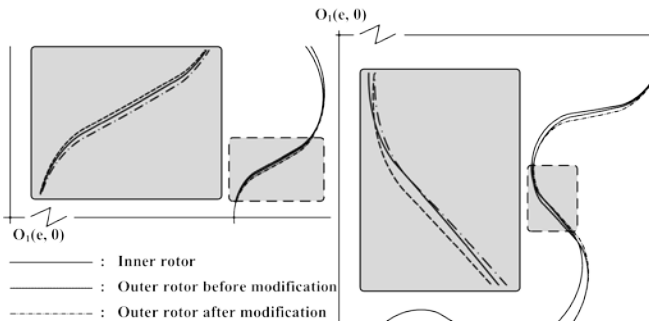 O₁(e, 0)
O₁(e, 0)
: Inner rotor
: Outer rotor before modification
: Outer rotor after modification